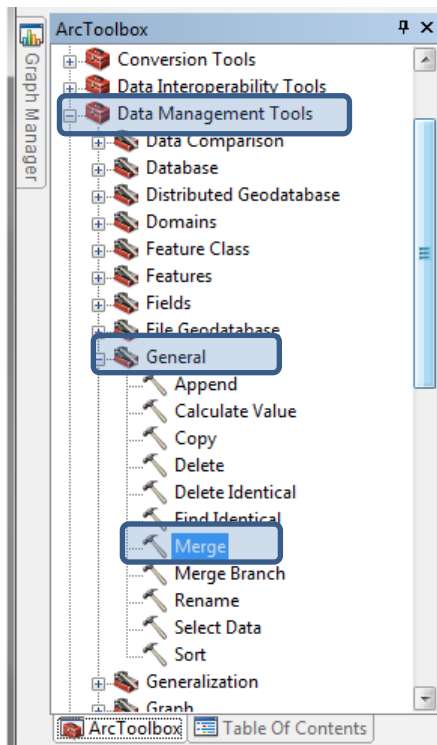 ArcToolbox
Graph Manager
Conversion Tools
Data Interoperability Tools
Data Management Tools
Data Comparison
Database
Distributed Geodatabase
Domains
Feature Class
Features
Fields
File Geodatabase
General
Append
Calculate Value
Copy
Delete
Delete Identical
Find Identical
Merge
Merge Branch
Rename
Select Data
Sort
Generalization
Graph
ArcToolbox Table Of Contents